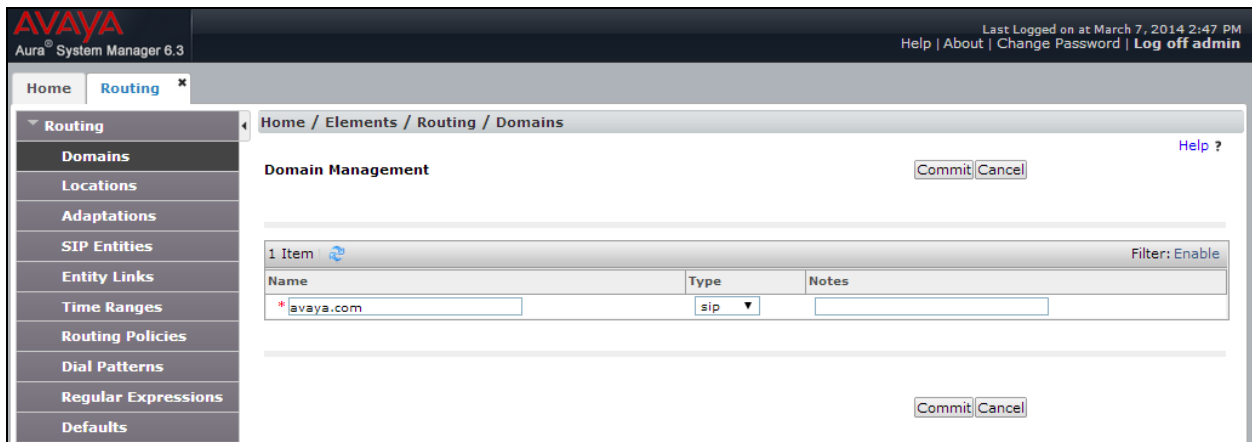 AVAYA
Aura® System Manager 6.3
Last Logged on at March 7, 2014 2:47 PM
Help | About | Change Password | Log off admin
Home
Routing ×
Routing
Domains
Locations
Adaptations
SIP Entities
Entity Links
Time Ranges
Routing Policies
Dial Patterns
Regular Expressions
Defaults
Home / Elements / Routing / Domains
Help ?
Domain Management
Commit Cancel
1 Item
Filter: Enable
Name Type Notes
* avaya.com sip
Commit Cancel